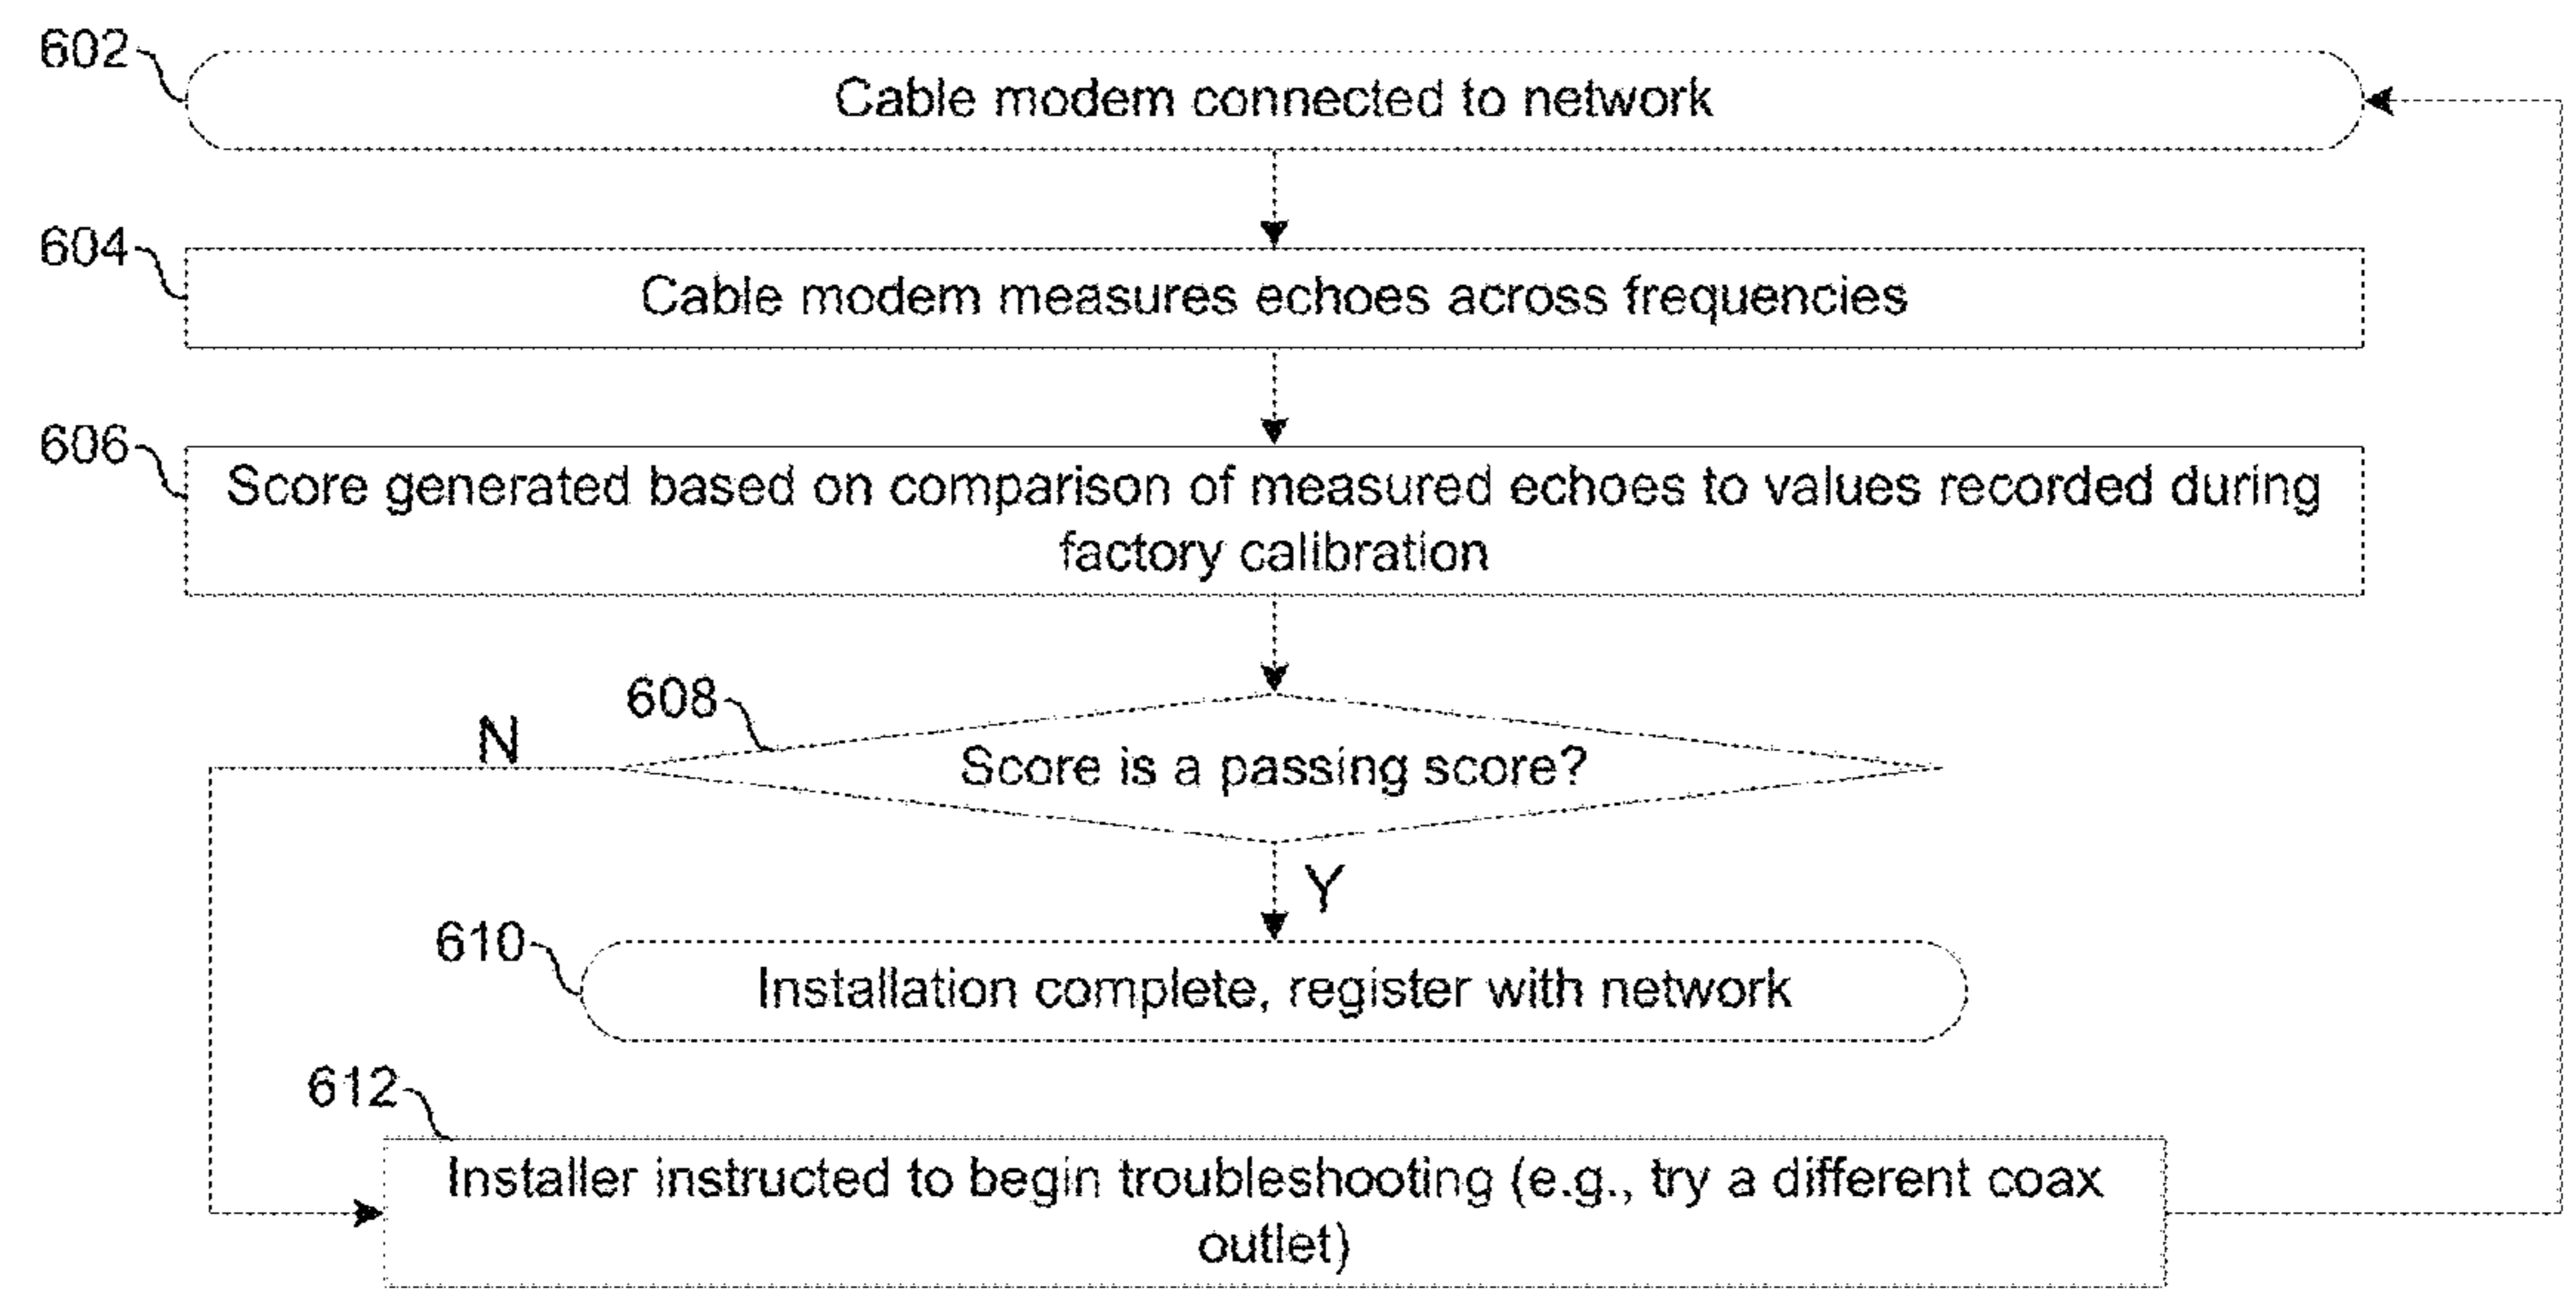 602
Cable modem connected to network
604
Cable modem measures echoes across frequencies
606
Score generated based on comparison of measured echoes to values recorded during
factory calibration
608
N
Score is a passing score?
Y
610
Installation complete, register with network
612
Installer instructed to begin troubleshooting (e.g., try a different coax
outlet)